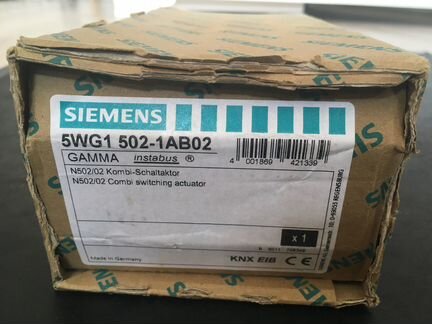 SIEMENS
5WG1 502-1AB02
GAMMA instabus ®
4 001869 421339
N502/02 Kombi-Schaltaktor
N502/02 Combi switching actuator
x 1
Made in Germany
KNX EIB CE